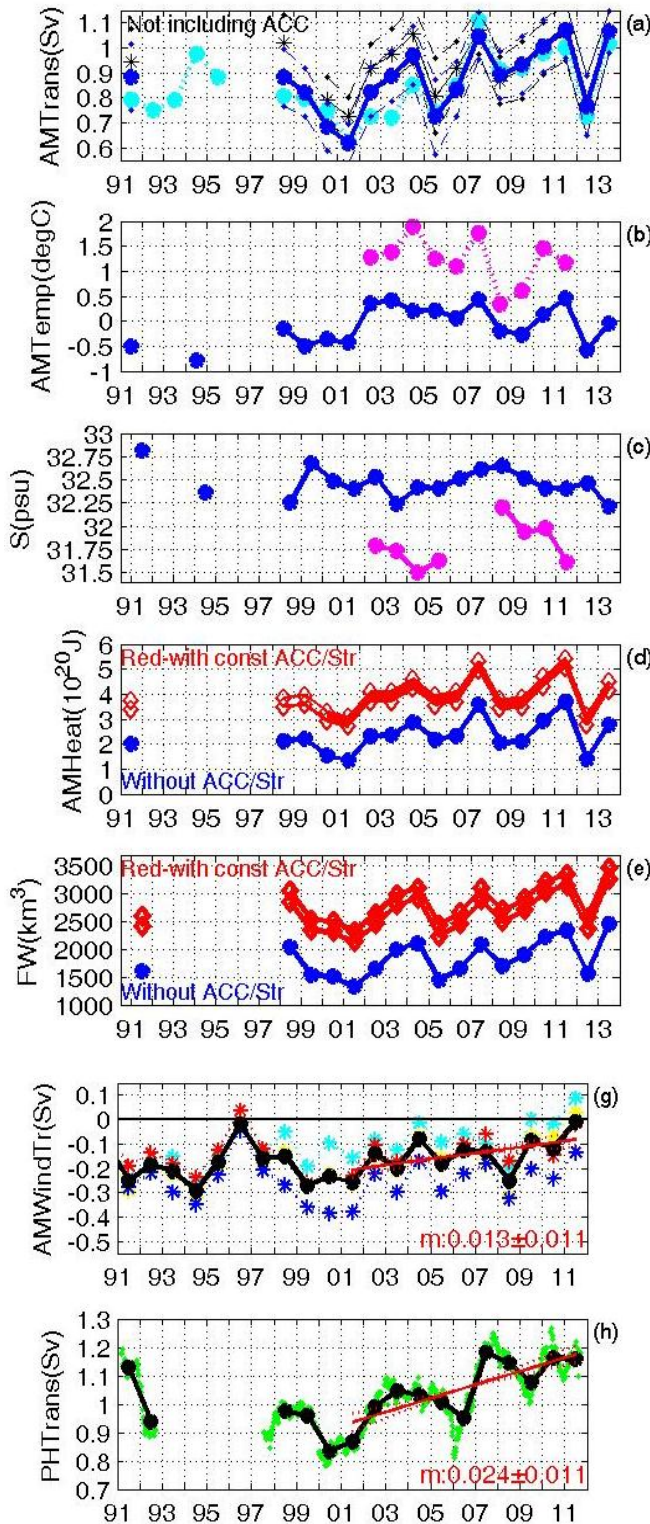 Not including ACC
(a)
AMTrans(Sv)
1.1
1
0.9
0.8
0.7
0.6
91 93 95 97 99 01 03 05 07 09 11 13
(b)
AMTemp(degC)
2
1.5
1
0.5
0
-0.5
-1
91 93 95 97 99 01 03 05 07 09 11 13
(c)
S(psu)
33
32.75
32.5
32.25
32
31.75
31.5
91 93 95 97 99 01 03 05 07 09 11 13
Red-with const ACC/Str
(d)
AMHeat(10²⁰J)
6
5
4
3
2
1
0
Without ACC/Str
91 93 95 97 99 01 03 05 07 09 11 13
Red-with const ACC/Str
(e)
FW(km³)
3500
3000
2500
2000
1500
1000
Without ACC/Str
91 93 95 97 99 01 03 05 07 09 11 13
(g)
AMWindTr(Sv)
0.1
0
-0.1
-0.2
-0.3
-0.4
-0.5
m:0.013±0.011
91 93 95 97 99 01 03 05 07 09 11
(h)
PHTrans(Sv)
1.3
1.2
1.1
1
0.9
0.8
0.7
m:0.024±0.011
91 93 95 97 99 01 03 05 07 09 11